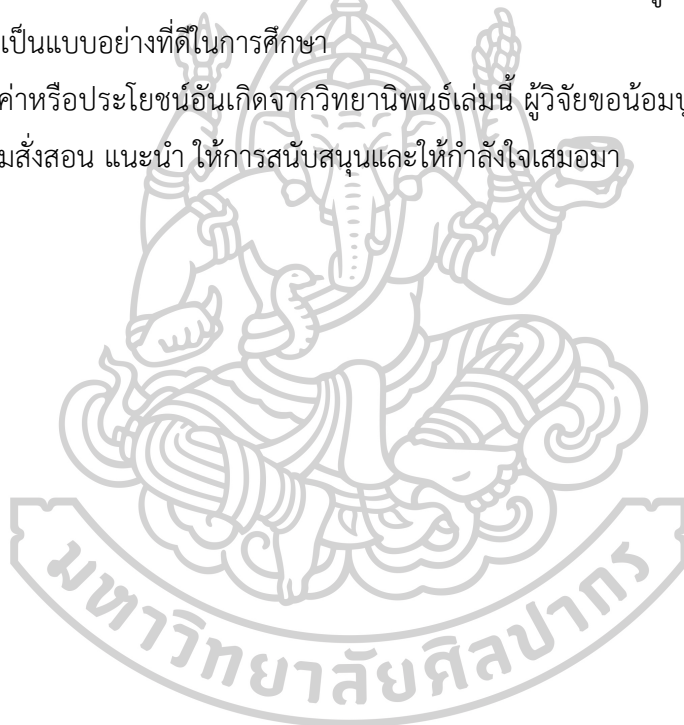 เป็นแบบอย่างที่ดีในการศึกษา
ค่าหรือประโยชน์อันเกิดจากวิทยานิพนธ์เล่มนี้ ผู้วิจัยขอน้อม
มสั่งสอน แนะนำ ให้การสนับสนุนและให้กำลังใจเสมอมา
มหาวิทยาลัยศิลปากร